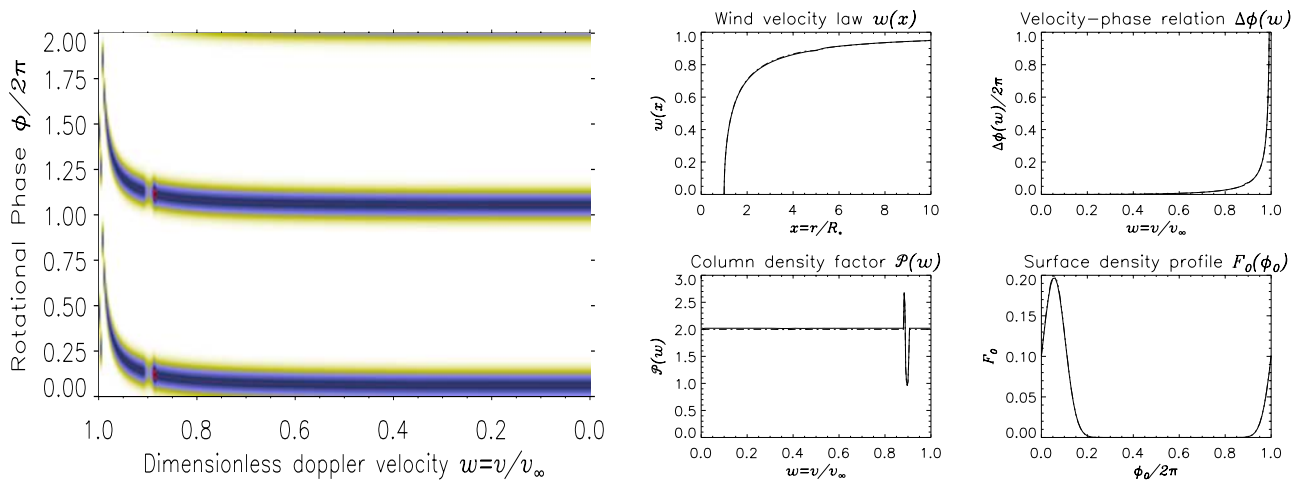 Rotational Phase ϕ/2π
2.00
1.75
1.50
1.25
1.00
0.75
0.50
0.25
0.00
1.0 0.8 0.6 0.4 0.2 0.0
Dimensionless doppler velocity w=v/v∞
Wind velocity law w(x)
w(x)
1.0
0.8
0.6
0.4
0.2
0.0
0 2 4 6 8 10
x=r/R*
Velocity–phase relation Δϕ(w)
Δϕ(w)/2π
1.0
0.8
0.6
0.4
0.2
0.0
0.0 0.2 0.4 0.6 0.8 1.0
w=v/v∞
Column density factor 𝒫(w)
𝒫(w)
3.0
2.5
2.0
1.5
1.0
0.5
0.0
0.0 0.2 0.4 0.6 0.8 1.0
w=v/v∞
Surface density profile F₀(ϕ₀)
F₀
0.20
0.15
0.10
0.05
0.00
0.0 0.2 0.4 0.6 0.8 1.0
ϕ₀/2π